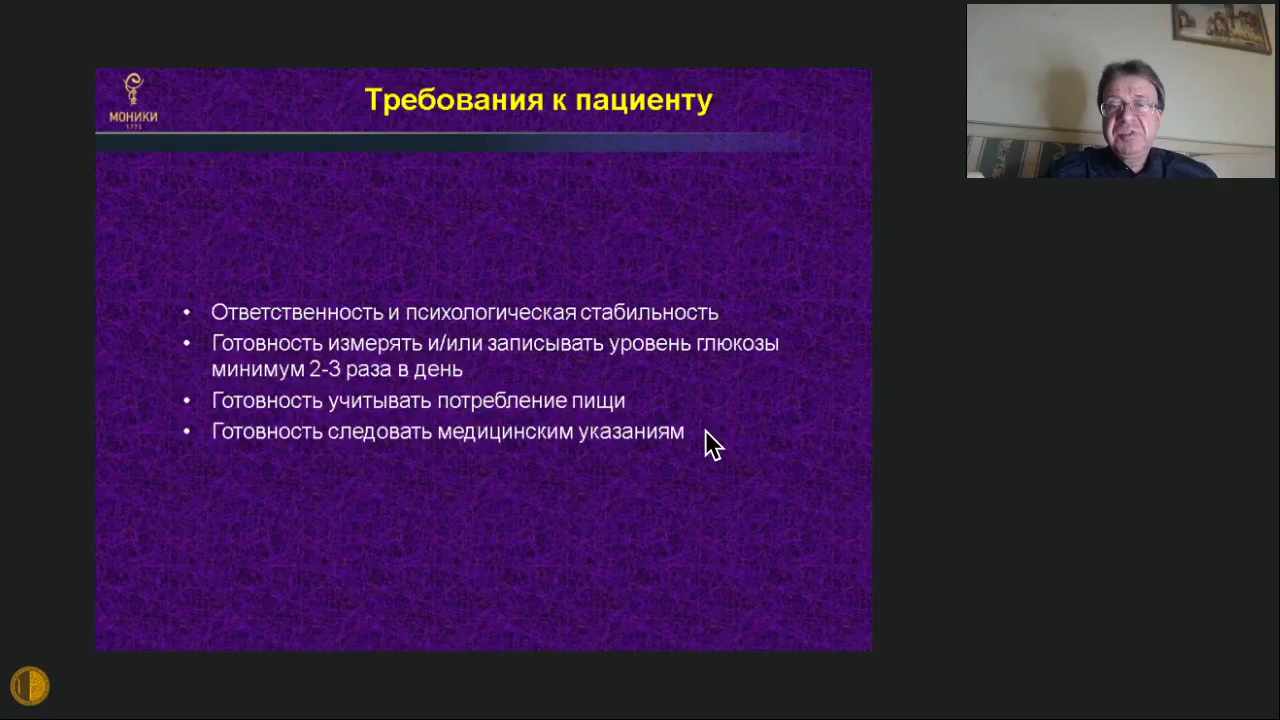 МОНИКИ
1775
Требования к пациенту
• Ответственность и психологическая стабильность
• Готовность измерять и/или записывать уровень глюкозы
минимум 2-3 раза в день
• Готовность учитывать потребление пищи
• Готовность следовать медицинским указаниям